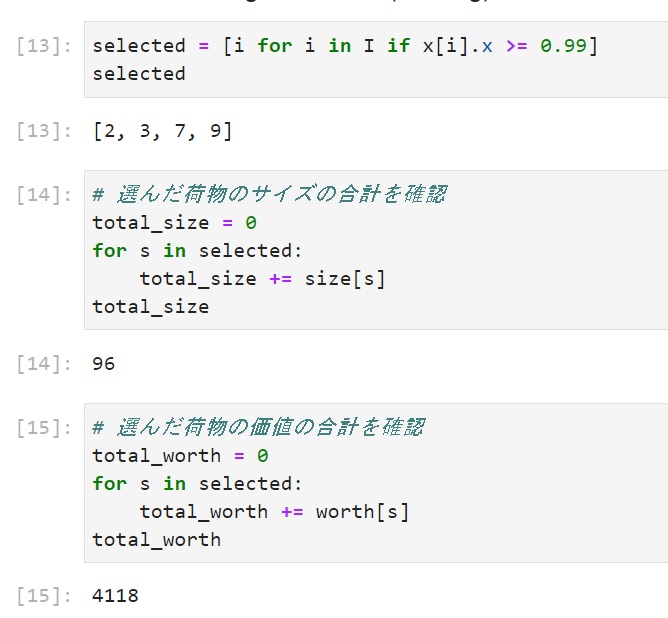 [13]: selected = [i for i in I if x[i].x >= 0.99]
selected
[13]: [2, 3, 7, 9]
[14]: # 選んだ荷物のサイズの合計を確認
total_size = 0
for s in selected:
    total_size += size[s]
total_size
[14]: 96
[15]: # 選んだ荷物の価値の合計を確認
total_worth = 0
for s in selected:
    total_worth += worth[s]
total_worth
[15]: 4118